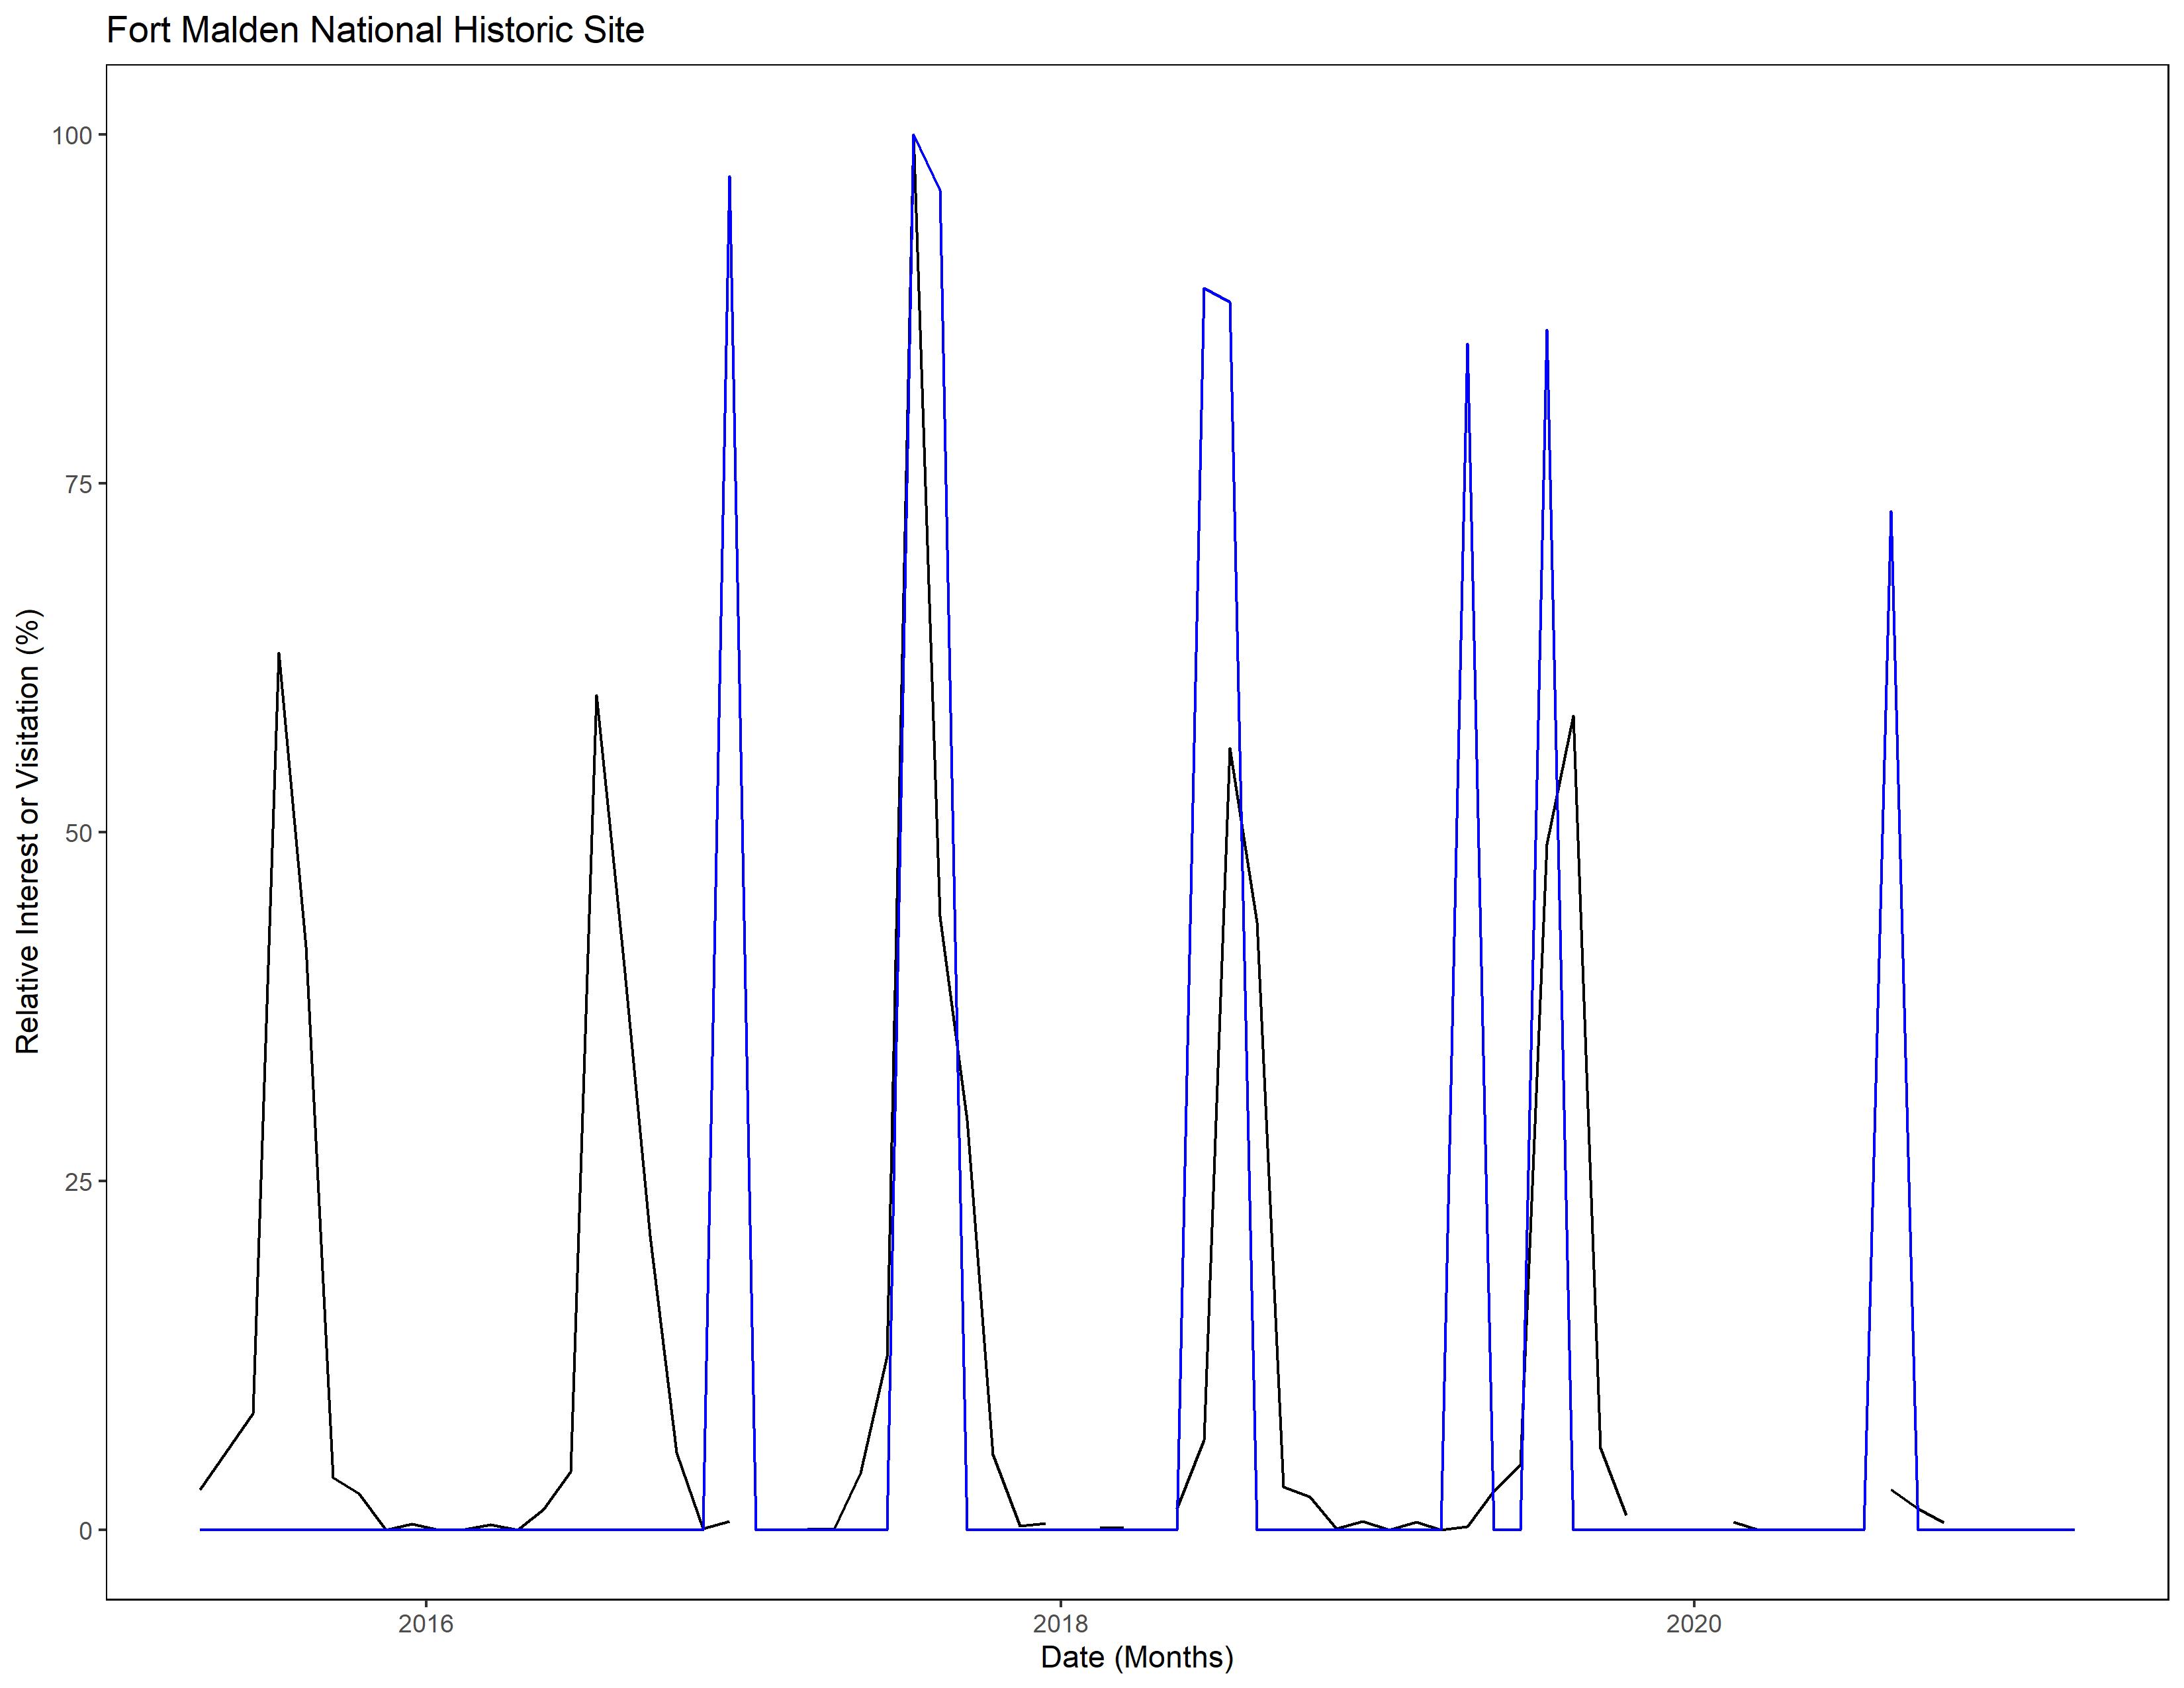 Fort Malden National Historic Site
Relative Interest or Visitation (%)
100
75
50
25
0
2016
2018
2020
Date (Months)